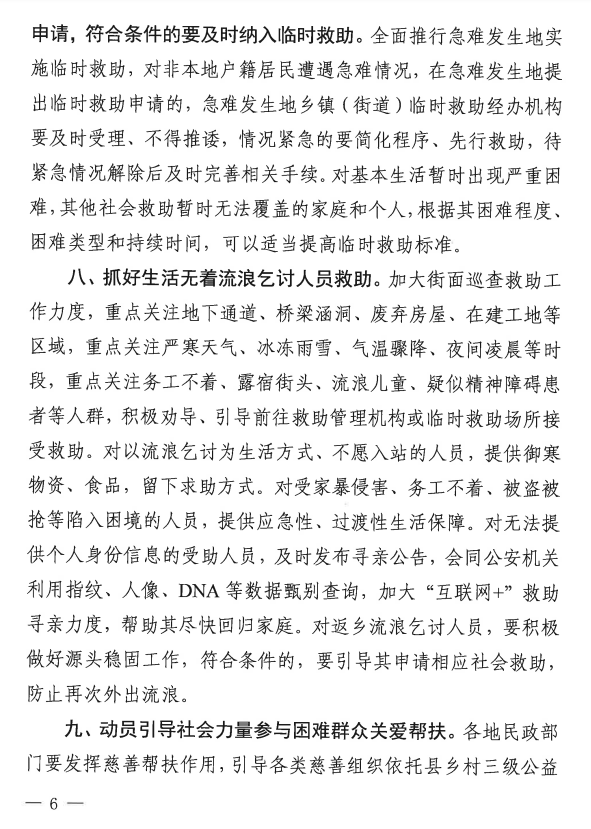 申请，符合条件的要及时纳入临时救助。全面推行急难发生地实
施临时救助，对非本地户籍居民遭遇急难情况，在急难发生地提
出临时救助申请的，急难发生地乡镇（街道）临时救助经办机构
要及时受理、不得推诿，情况紧急的要简化程序、先行救助，待
紧急情况解除后及时完善相关手续。对基本生活暂时出现严重困
难，其他社会救助暂时无法覆盖的家庭和个人，根据其困难程度、
困难类型和持续时间，可以适当提高临时救助标准。
八、抓好生活无着流浪乞讨人员救助。加大街面巡查救助工
作力度，重点关注地下通道、桥梁涵洞、废弃房屋、在建工地等
区域，重点关注严寒天气、冰冻雨雪、气温骤降、夜间凌晨等时
段，重点关注务工不着、露宿街头、流浪儿童、疑似精神障碍患
者等人群，积极劝导、引导前往救助管理机构或临时救助场所接
受救助。对以流浪乞讨为生活方式、不愿入站的人员，提供御寒
物资、食品，留下求助方式。对受家暴侵害、务工不着、被盗被
抢等陷入困境的人员，提供应急性、过渡性生活保障。对无法提
供个人身份信息的受助人员，及时发布寻亲公告，会同公安机关
利用指纹、人像、DNA 等数据甄别查询，加大“互联网+”救助
寻亲力度，帮助其尽快回归家庭。对返乡流浪乞讨人员，要积极
做好源头稳固工作，符合条件的，要引导其申请相应社会救助，
防止再次外出流浪。
九、动员引导社会力量参与困难群众关爱帮扶。各地民政部
门要发挥慈善帮扶作用，引导各类慈善组织依托县乡村三级公益
— 6 —